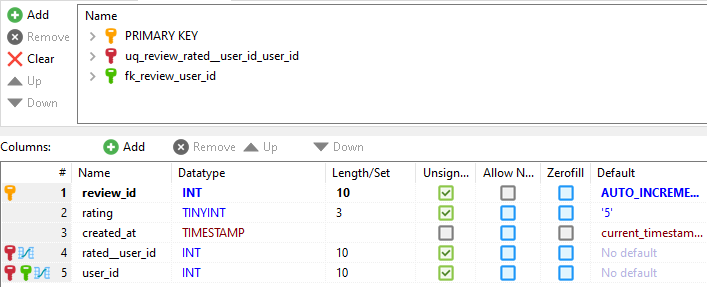 Add
Remove
Clear
Up
Down
Name
PRIMARY KEY
uq_review_rated__user_id_user_id
fk_review_user_id
Columns: Add Remove Up Down
# Name Datatype Length/Set Unsign... Allow N... Zerofill Default
1 review_id INT 10 AUTO_INCREME...
2 rating TINYINT 3 '5'
3 created_at TIMESTAMP current_timestam...
4 rated__user_id INT 10 No default
5 user_id INT 10 No default